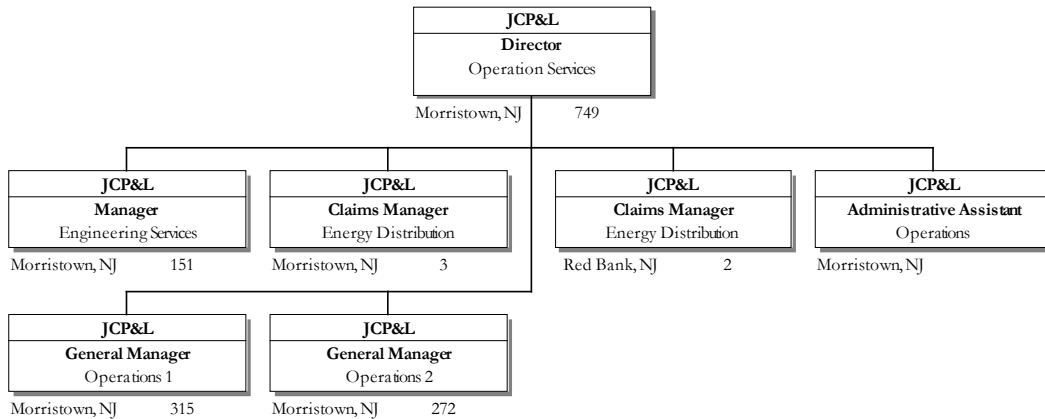 JCP&L
Director
Operation Services
Morristown, NJ 749
JCP&L
Manager
Engineering Services
Morristown, NJ 151
JCP&L
Claims Manager
Energy Distribution
Morristown, NJ 3
JCP&L
Claims Manager
Energy Distribution
Red Bank, NJ 2
JCP&L
Administrative Assistant
Operations
Morristown, NJ
JCP&L
General Manager
Operations 1
Morristown, NJ 315
JCP&L
General Manager
Operations 2
Morristown, NJ 272